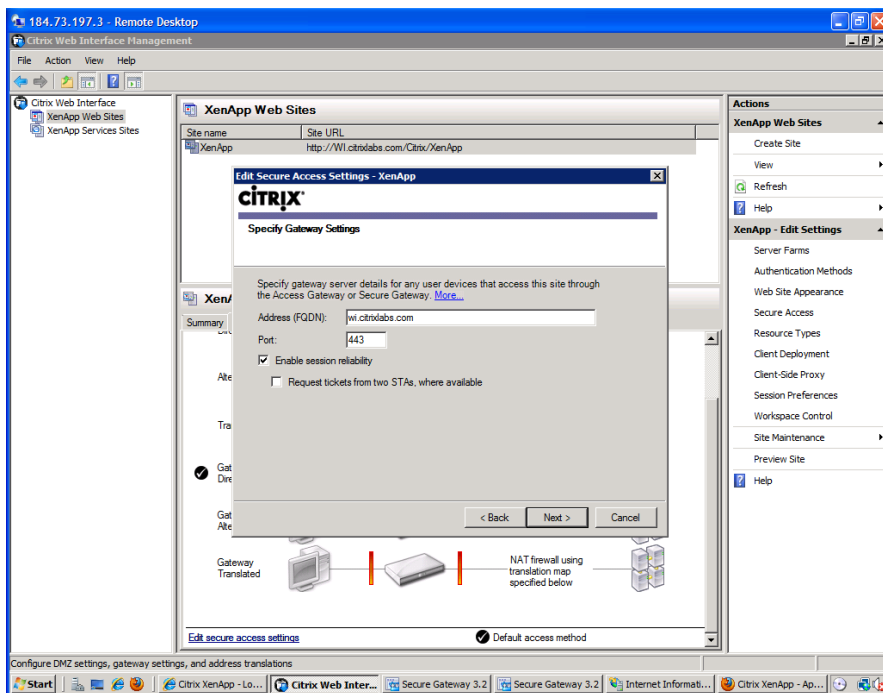 184.73.197.3 - Remote Desktop
Citrix Web Interface Management
File Action View Help
Citrix Web Interface
XenApp Web Sites
XenApp Services Sites
XenApp Web Sites
Site name Site URL
XenApp http://WI.citrixlabs.com/Citrix/XenApp
Edit Secure Access Settings - XenApp
CITRIX
Specify Gateway Settings
Specify gateway server details for any user devices that access this site through
the Access Gateway or Secure Gateway. More...
Address (FQDN): wi.citrixlabs.com
Port: 443
Enable session reliability
Request tickets from two STAs, where available
< Back Next > Cancel
XenA
Summary
Alte
Tra
Gat
Dire
Gat
Alte
Gateway
Translated
NAT firewall using
translation map
specified below
Edit secure access settings
Default access method
Actions
XenApp Web Sites
Create Site
View
Refresh
Help
XenApp - Edit Settings
Server Farms
Authentication Methods
Web Site Appearance
Secure Access
Resource Types
Client Deployment
Client-Side Proxy
Session Preferences
Workspace Control
Site Maintenance
Preview Site
Help
Configure DMZ settings, gateway settings, and address translations
Start Citrix XenApp - Lo... Citrix Web Inter... Secure Gateway 3.2 Secure Gateway 3.2 Internet Informati... Citrix XenApp - Ap...